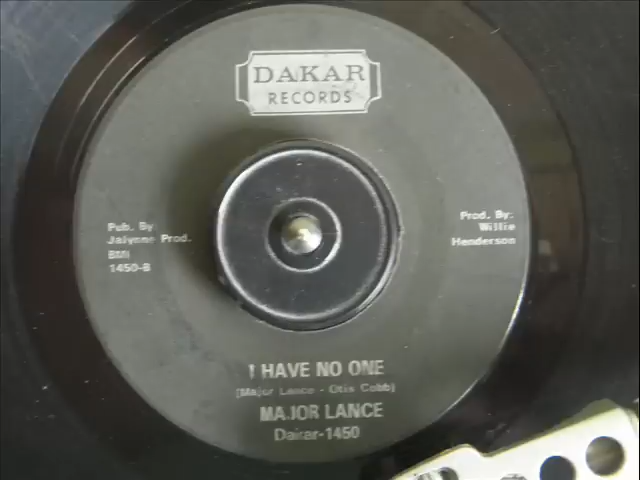 DAKAR
RECORDS
Pub. By
Jalynne Prod.
BMI
1450-B
Prod. By:
Willie
Henderson
I HAVE NO ONE
(Major Lance - Otis Cobb)
MAJOR LANCE
Dakar-1450